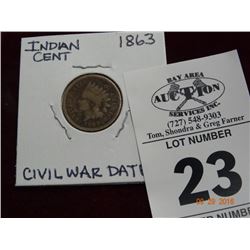 INDIAN CENT 1863
CIVIL WAR DATE
BAY AREA
AUCTION
SERVICES INC.
(727) 548-9303
Tom, Shondra & Greg Farner
LOT NUMBER
23